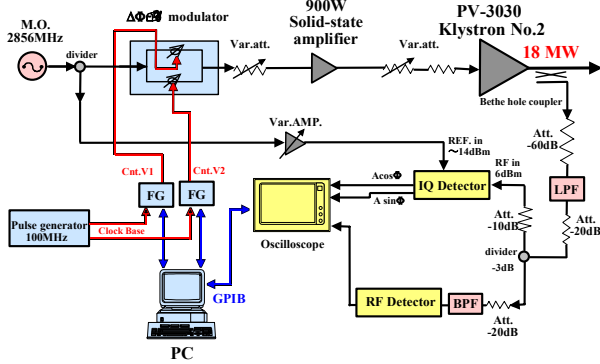 M.O.
2856MHz
divider
modulator
Var.att.
900W
Solid-state
amplifier
Var.att.
PV-3030
Klystron No.2
18 MW
Bethe hole coupler
Att.
-60dB
LPF
Att.
-20dB
Var.AMP.
REF. in
~14dBm
RF in
6dBm
Cnt.V1
Cnt.V2
FG
FG
Pulse generator
100MHz
Clock Base
Oscilloscope
AcosΦ
A sinΦ
IQ Detector
Att.
-10dB
divider
-3dB
GPIB
PC
RF Detector
BPF
Att.
-20dB